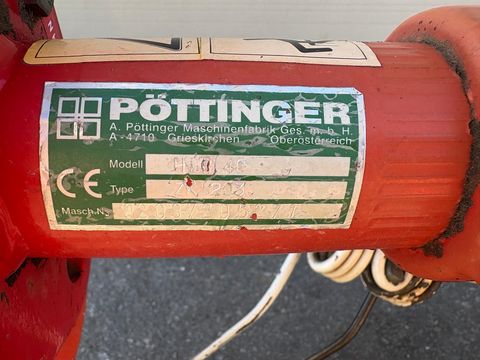 PÖTTINGER
A. Pöttinger Maschinenfabrik Ges. m. b. H.
A-4710 Grieskirchen Oberösterreich
Modell
CE Type
Masch.Nr.